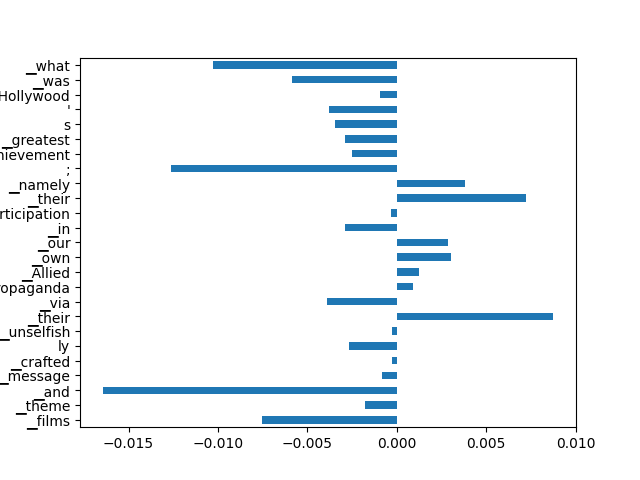 _what
_was
Hollywood
'
s
_greatest
hievement
;
_namely
_their
rticipation
_in
_our
_own
_Allied
ropaganda
_via
_their
_unselfish
ly
_crafted
_message
_and
_theme
_films
−0.015 −0.010 −0.005 0.000 0.005 0.010